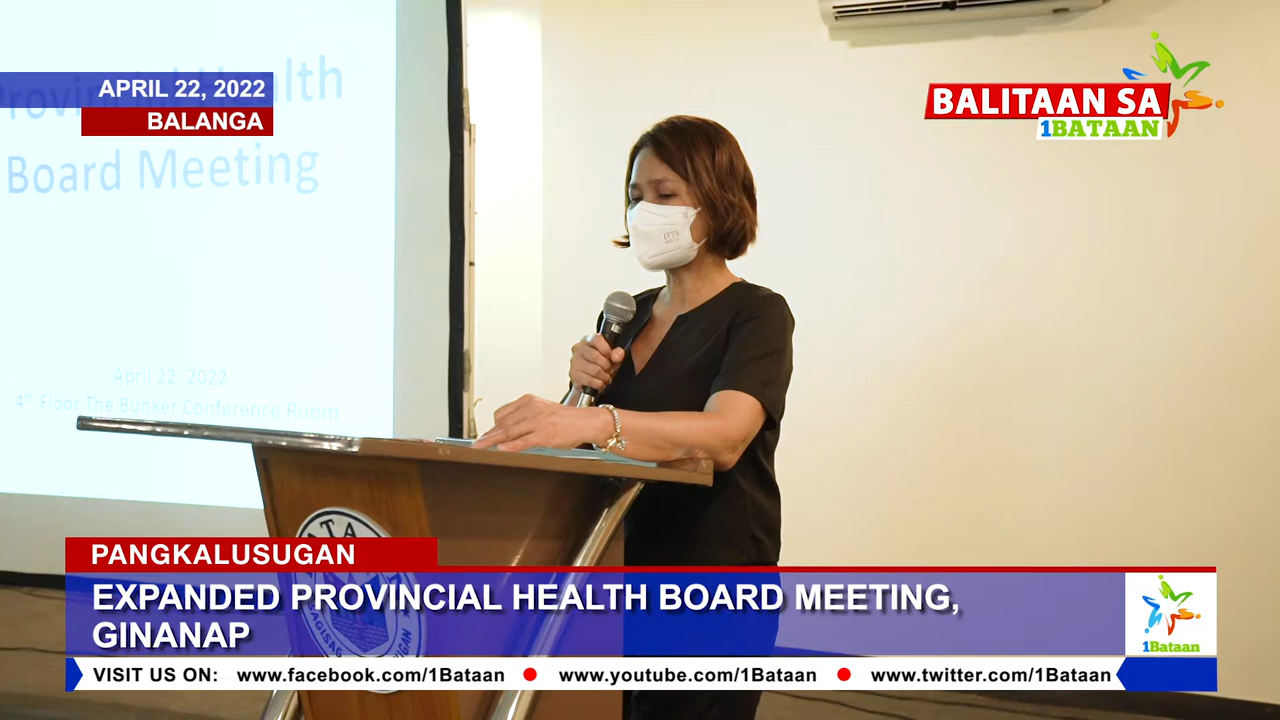 Provincial Health
Board Meeting
April 22, 2022
4th Floor The Bunker Conference Room
APRIL 22, 2022
BALANGA
BALITAAN SA
1BATAAN
PANGKALUSUGAN
EXPANDED PROVINCIAL HEALTH BOARD MEETING,
GINANAP
1Bataan
VISIT US ON: www.facebook.com/1Bataan www.youtube.com/1Bataan www.twitter.com/1Bataan